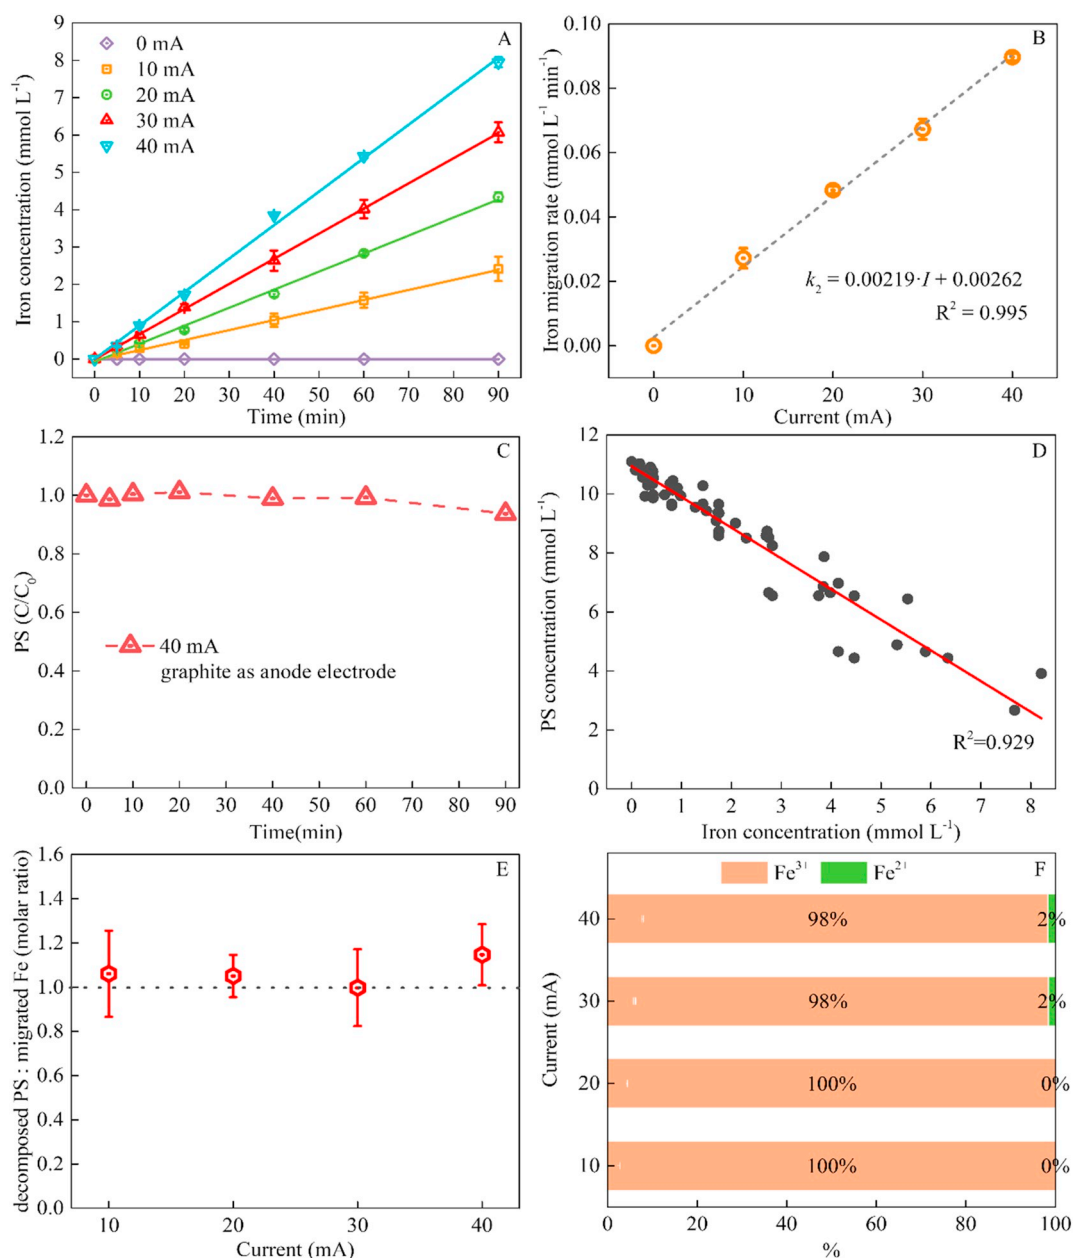 A
0 mA
10 mA
20 mA
30 mA
40 mA
Iron concentration (mmol L⁻¹)
9
8
7
6
5
4
3
2
1
0
0 10 20 30 40 50 60 70 80 90
Time (min)
B
Iron migration rate (mmol L⁻¹ min⁻¹)
0.10
0.08
0.06
0.04
0.02
0.00
k₂ = 0.00219·I + 0.00262
R² = 0.995
0 10 20 30 40
Current (mA)
C
PS (C/C₀)
1.2
1.0
0.8
0.6
0.4
0.2
0.0
40 mA
graphite as anode electrode
0 10 20 30 40 50 60 70 80 90
Time(min)
D
PS concentration (mmol L⁻¹)
12
10
8
6
4
2
0
R²=0.929
0 1 2 3 4 5 6 7 8
Iron concentration (mmol L⁻¹)
E
decomposed PS : migrated Fe (molar ratio)
1.6
1.4
1.2
1.0
0.8
0.6
0.4
0.2
0.0
10 20 30 40
Current (mA)
Fe³⁺ Fe²⁺ F
Current (mA)
40 98% 2%
30 98% 2%
20 100% 0%
10 100% 0%
0 20 40 60 80 100
%